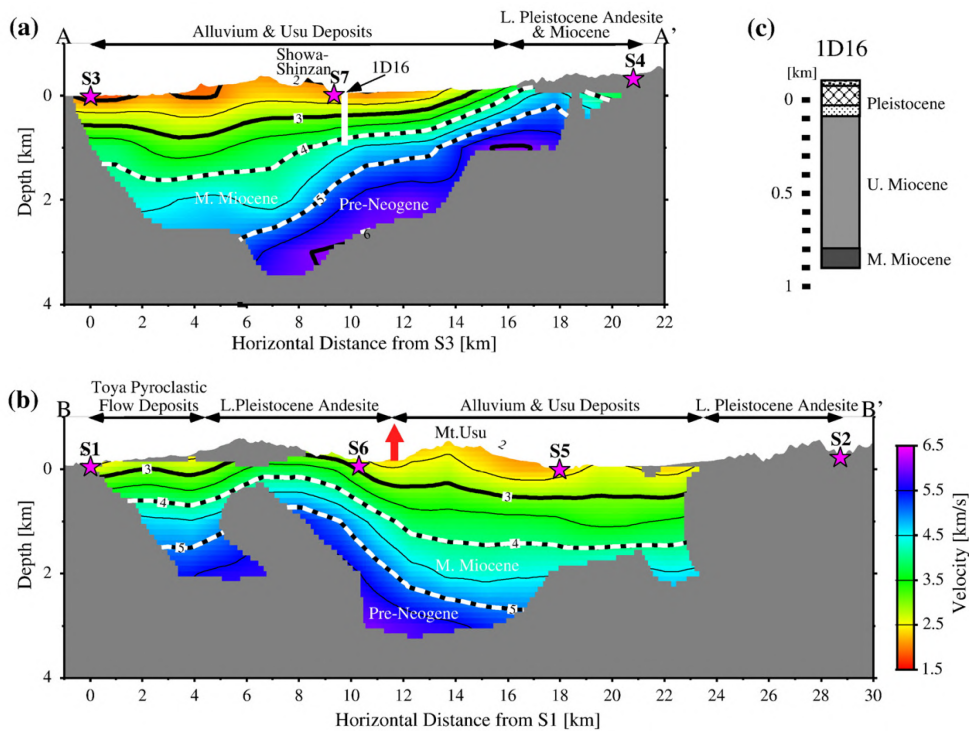 (a)
A
Alluvium & Usu Deposits
L. Pleistocene Andesite
& Miocene
A'
Showa-
Shinzan
2
S3
S7
1D16
S4
3
4
5
6
M. Miocene
Pre-Neogene
0
2
4
Depth [km]
0 2 4 6 8 10 12 14 16 18 20 22
Horizontal Distance from S3 [km]
(c)
1D16
[km]
0
0.5
1
Pleistocene
U. Miocene
M. Miocene
(b)
B
Toya Pyroclastic
Flow Deposits
L.Pleistocene Andesite
Alluvium & Usu Deposits
L. Pleistocene Andesite
B'
S1
S6
Mt.Usu
2
S5
S2
3
3
4
4
5
5
M. Miocene
Pre-Neogene
0
2
4
Depth [km]
0 2 4 6 8 10 12 14 16 18 20 22 24 26 28 30
Horizontal Distance from S1 [km]
6.5
5.5
4.5
3.5
2.5
1.5
Velocity [km/s]